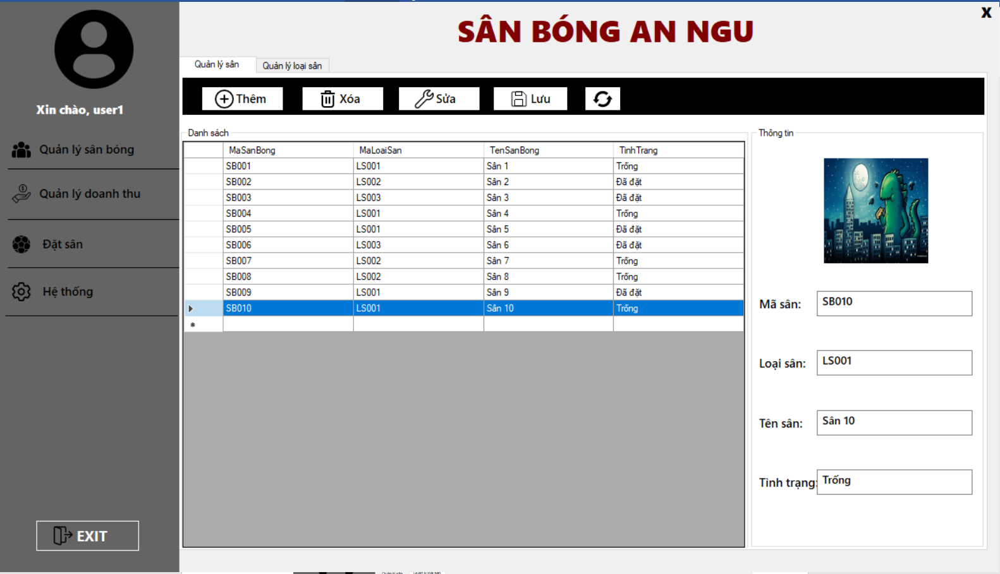 X
SÂN BÓNG AN NGU
Xin chào, user1
Quản lý sân bóng
Quản lý doanh thu
Đặt sân
Hệ thống
EXIT
Quản lý sân Quản lý loại sân
Thêm Xóa Sửa Lưu
Danh sách
MaSanBong MaLoaiSan TenSanBong TinhTrang
SB001 LS001 Sân 1 Trống
SB002 LS002 Sân 2 Đã đặt
SB003 LS003 Sân 3 Đã đặt
SB004 LS001 Sân 4 Trống
SB005 LS001 Sân 5 Đã đặt
SB006 LS003 Sân 6 Đã đặt
SB007 LS002 Sân 7 Trống
SB008 LS002 Sân 8 Trống
SB009 LS001 Sân 9 Đã đặt
SB010 LS001 Sân 10 Trống
Thông tin
Mã sân: SB010
Loại sân: LS001
Tên sân: Sân 10
Tình trạng: Trống